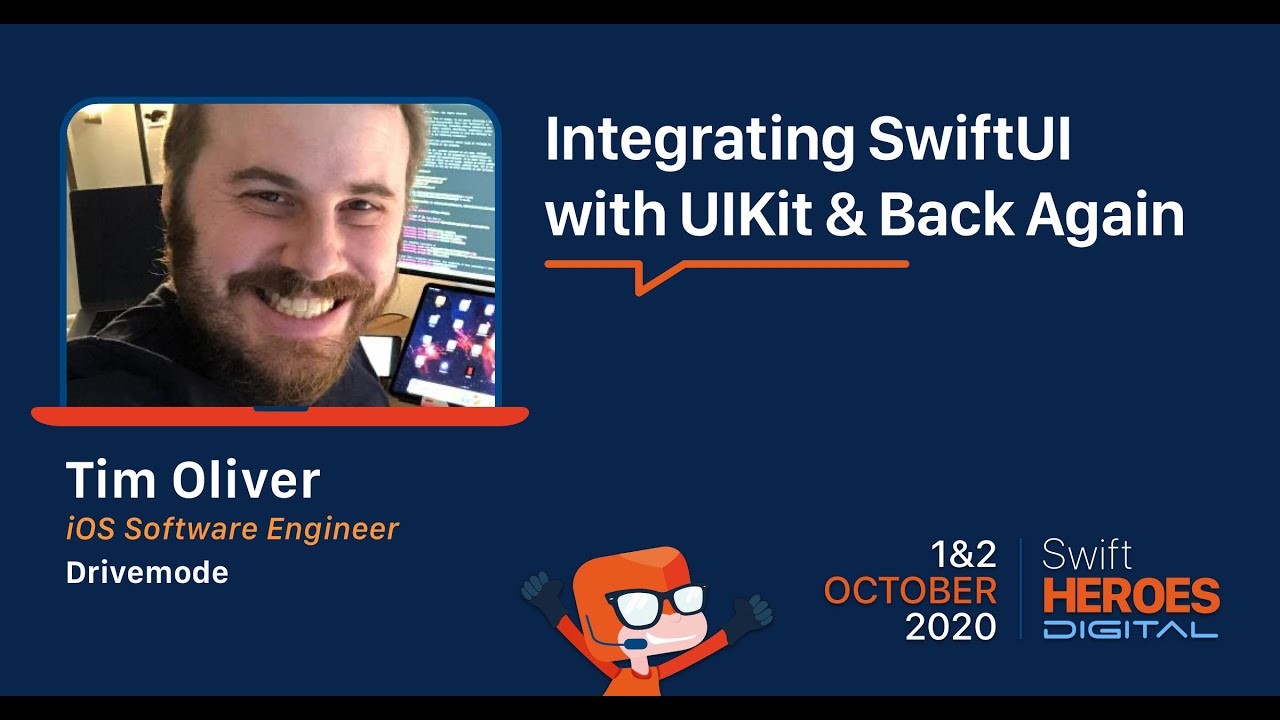 Integrating SwiftUI
with UIKit & Back Again
Tim Oliver
iOS Software Engineer
Drivemode
1&2
OCTOBER
2020
Swift
HEROES
DIGITAL